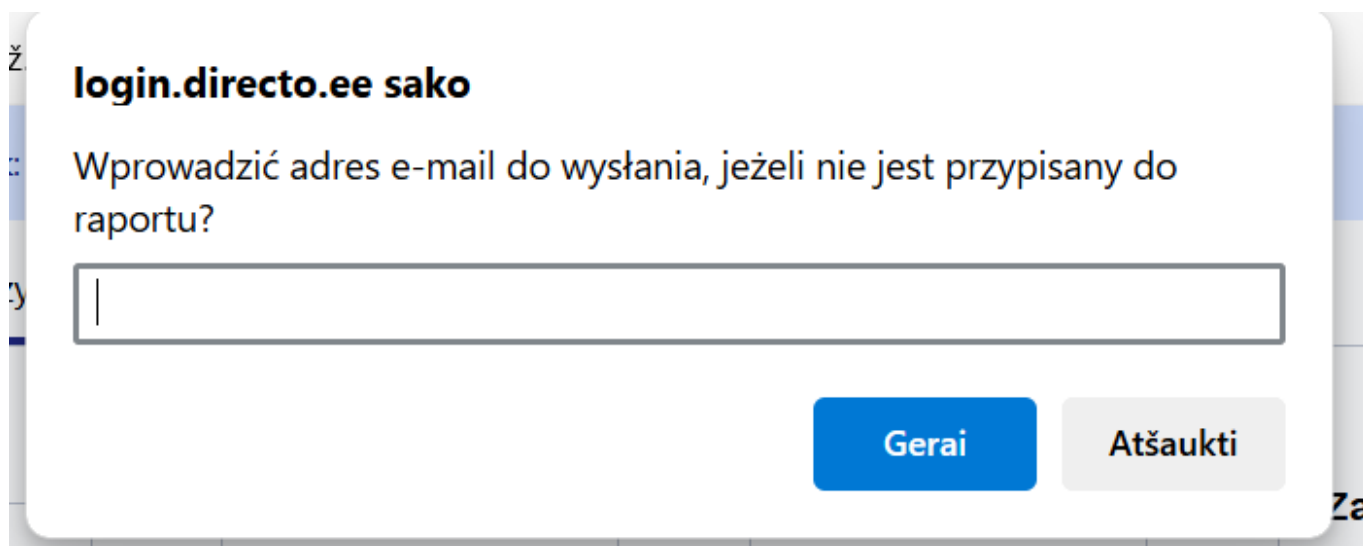 login.directo.ee sako
Wprowadzić adres e-mail do wysłania, jeżeli nie jest przypisany do
raportu?
Gerai Atšaukti